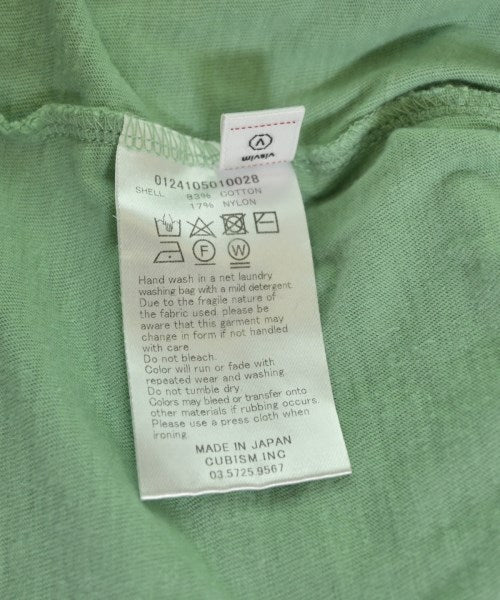 visvim
012410501002B
SHELL 83% COTTON
17% NYLON
F W
Hand wash in a net laundry
washing bag with a mild detergent.
Due to the fragile nature of
the fabric used, please be
aware that this garment may
change in form if not handled
with care.
Do not bleach.
Color will run or fade with
repeated wear and washing
Do not tumble dry.
Colors may bleed or transfer onto
other materials if rubbing occurs.
Please use a press cloth when
ironing.
MADE IN JAPAN
CUBISM.INC
03.5725.9567